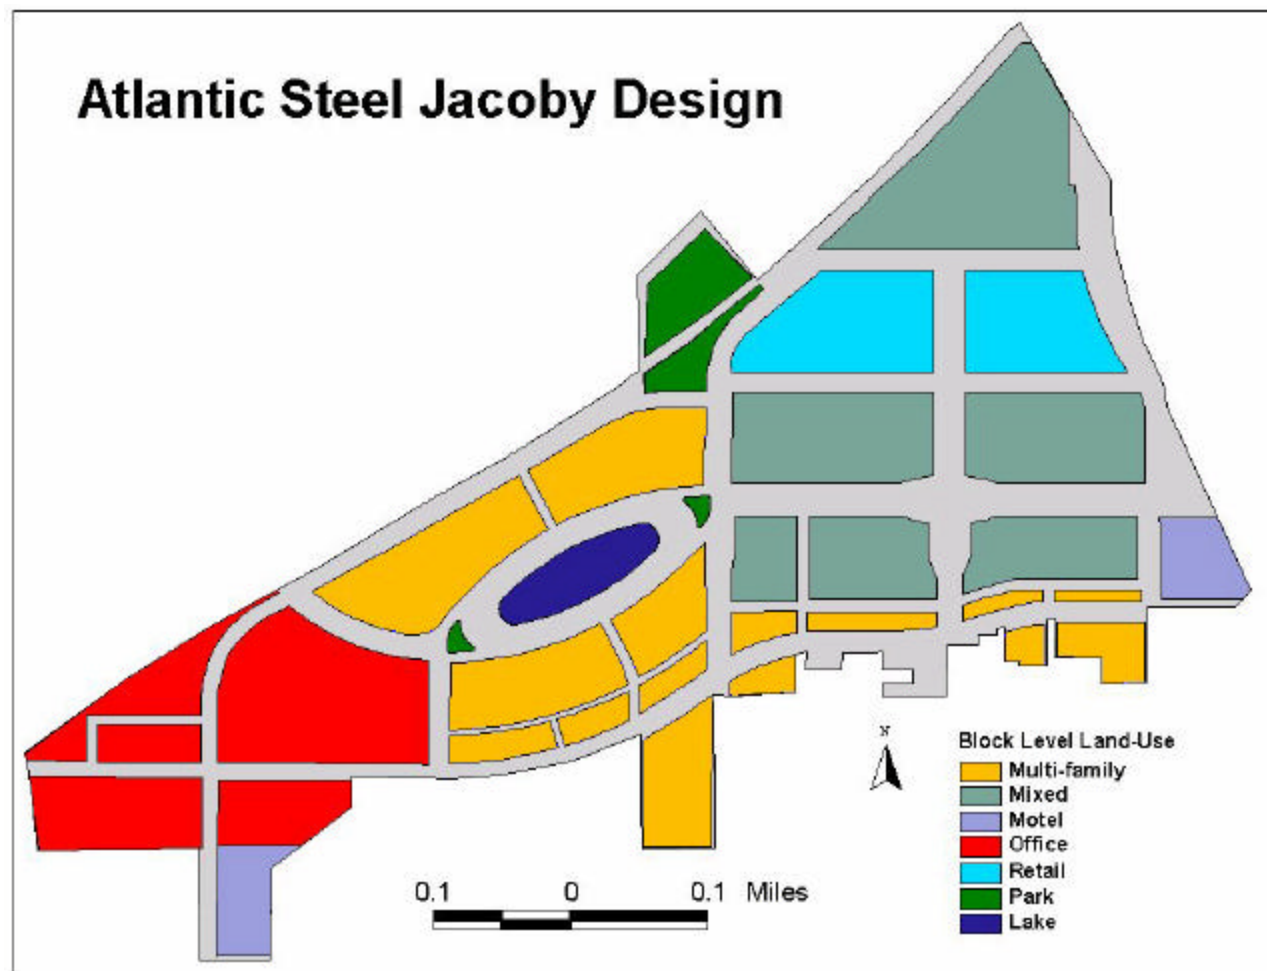 Atlantic Steel Jacoby Design
N
Block Level Land-Use
Multi-family
Mixed
Motel
Office
Retail
Park
Lake
0.1 0 0.1 Miles